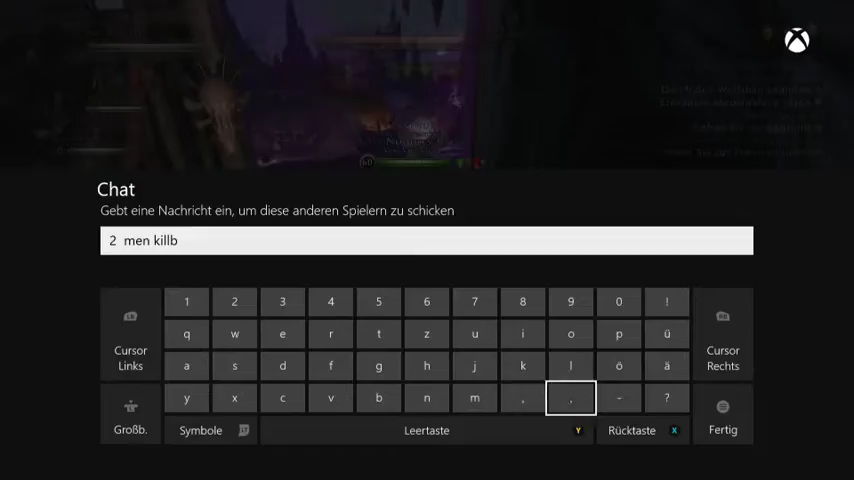 Chat
Gebt eine Nachricht ein, um diese anderen Spielern zu schicken
2 men killb
1 2 3 4 5 6 7 8 9 0 !
q w e r t z u i o p ü
a s d f g h j k l ö ä
y x c v b n m , . - ?
Cursor Links
Cursor Rechts
Großb.
Symbole
Leertaste
Y
Rücktaste
X
Fertig